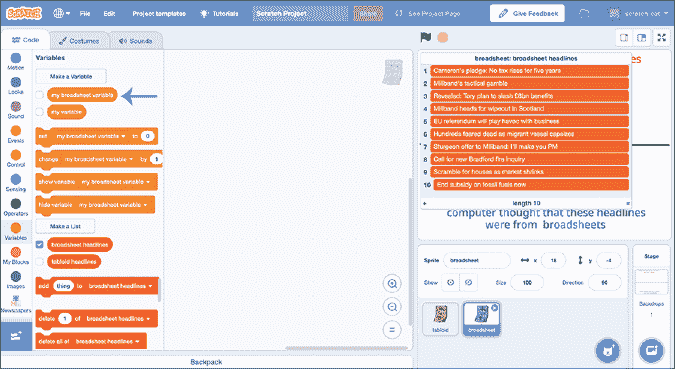 SCRATCH
File
Edit
Project templates
Tutorials
Scratch Project
See Project Page
Give Feedback
scratch-cat
Code
Costumes
Sounds
Motion
Looks
Sound
Events
Control
Sensing
Operators
Variables
My Blocks
Images
Newspapers
Variables
Make a Variable
my broadsheet variable
my variable
set my broadsheet variable to 0
change my broadsheet variable by 1
show variable my broadsheet variable
hide variable my broadsheet variable
Make a List
broadsheet headlines
tabloid headlines
add thing to broadsheet headlines
delete 1 of broadsheet headlines
delete all of broadsheet headlines
Backpack
broadsheet: broadsheet headlines
1 Cameron's pledge: No tax rises for five years
2 Miliband's tactical gamble
3 Revealed: Tory plan to slash £8bn benefits
4 Miliband heads for wipeout in Scotland
5 EU referendum will play havoc with business
6 Hundreds feared dead as migrant vessel capsizes
7 Sturgeon offer to Miliband: I'll make you PM
8 Call for new Bradford fire inquiry
9 Scramble for houses as market shrinks
10 End subsidy on fossil fuels now
+ length 10 =
computer thought that these headlines
were from broadsheets
Sprite broadsheet x y
Show Size 100 Direction 90
tabloid
broadsheet
Stage
Backdrops
1